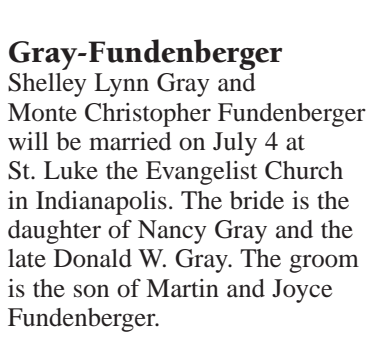 Gray-Fundenberger
Shelley Lynn Gray and
Monte Christopher Fundenberger
will be married on July 4 at
St. Luke the Evangelist Church
in Indianapolis. The bride is the
daughter of Nancy Gray and the
late Donald W. Gray. The groom
is the son of Martin and Joyce
Fundenberger.